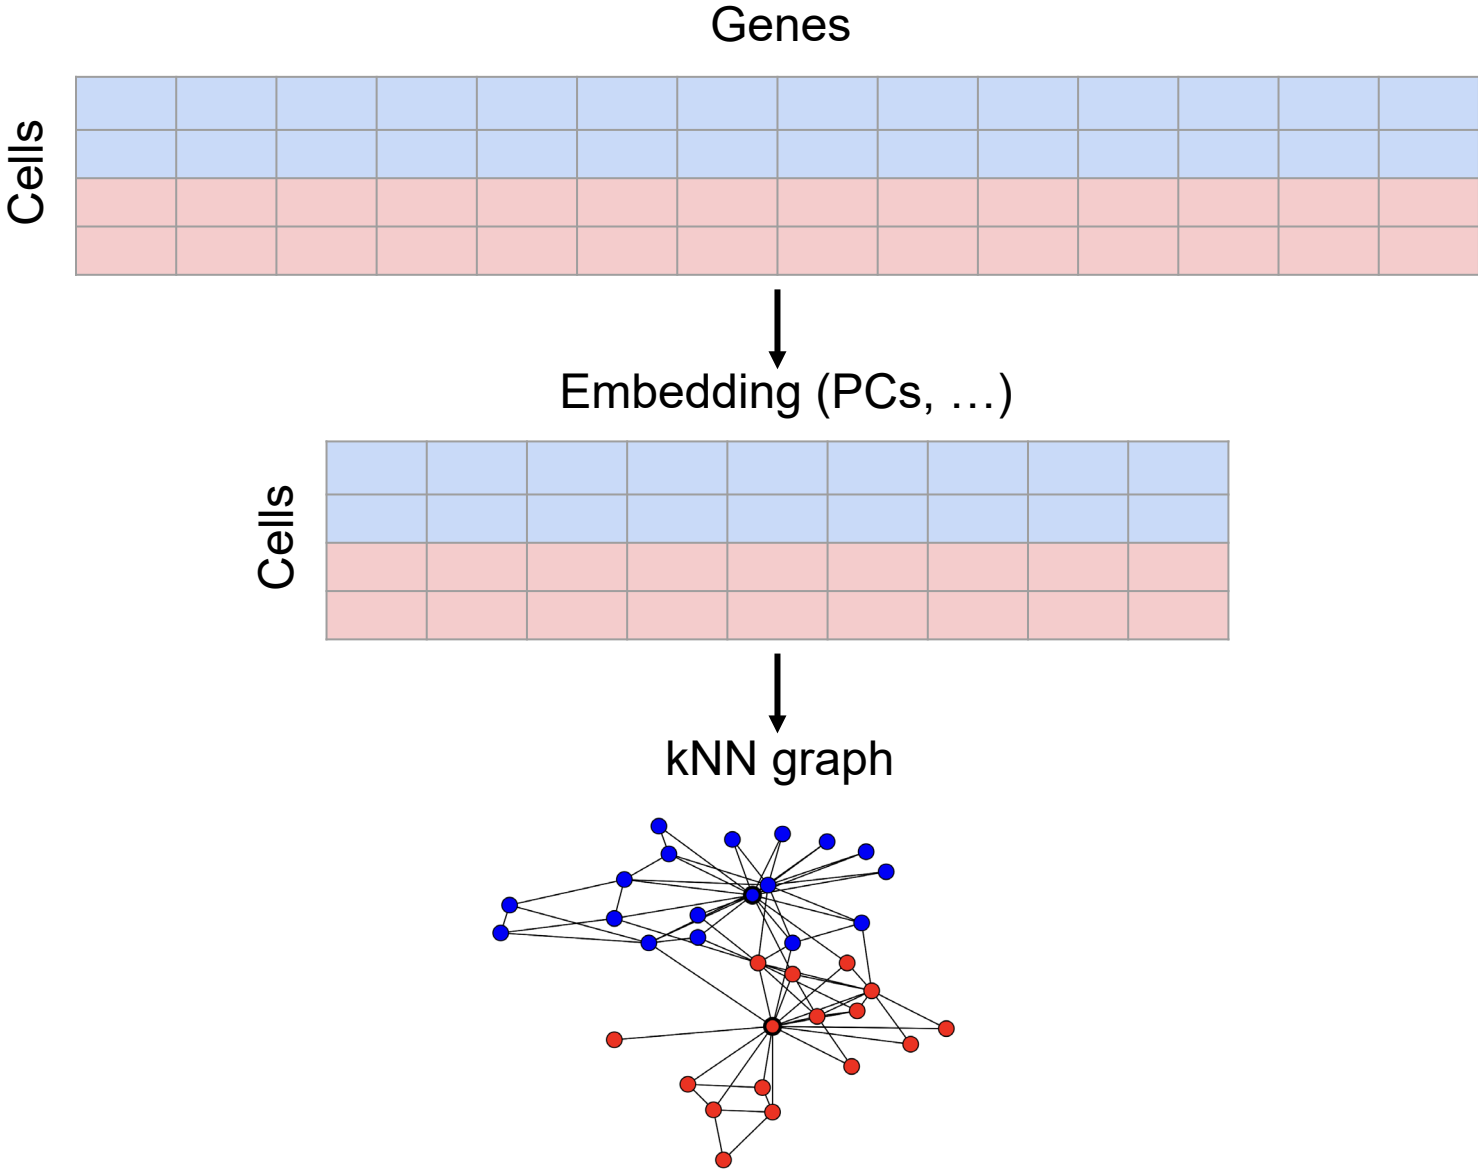 Genes
Cells
Embedding (PCs, …)
Cells
kNN graph